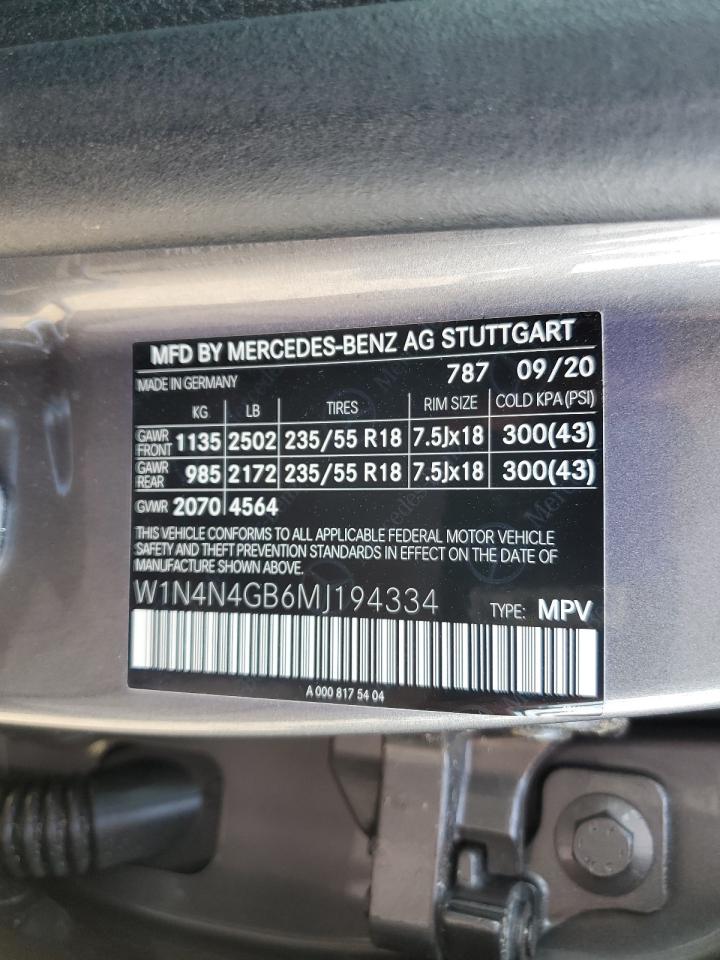 MFD BY MERCEDES-BENZ AG STUTTGART
MADE IN GERMANY 787 09/20
KG LB TIRES RIM SIZE COLD KPA (PSI)
GAWR FRONT 1135 2502 235/55 R18 7.5Jx18 300(43)
GAWR REAR 985 2172 235/55 R18 7.5Jx18 300(43)
GVWR 2070 4564
THIS VEHICLE CONFORMS TO ALL APPLICABLE FEDERAL MOTOR VEHICLE
SAFETY AND THEFT PREVENTION STANDARDS IN EFFECT ON THE DATE OF
MANUFACTURE SHOWN ABOVE.
W1N4N4GB6MJ194334 TYPE: MPV
A 000 817 54 04